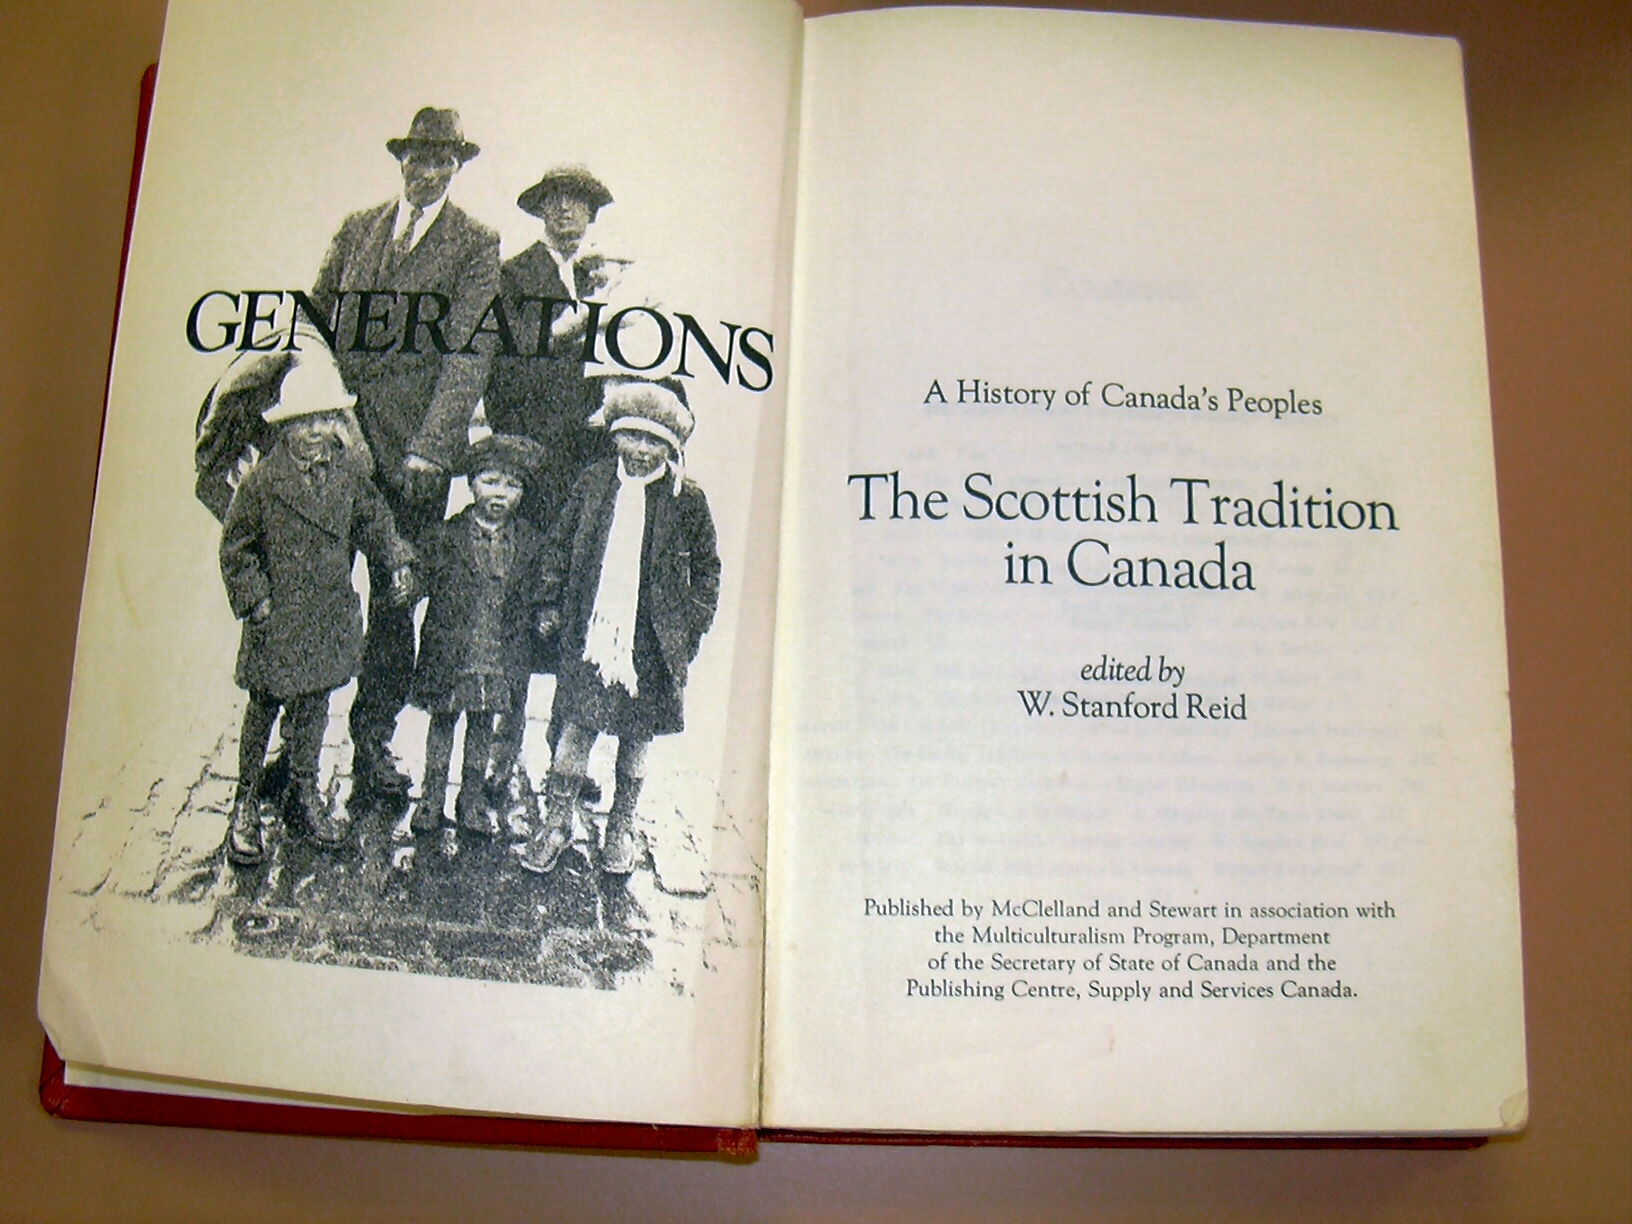 GENERATIONS
A History of Canada's Peoples
The Scottish Tradition
in Canada
edited by
W. Stanford Reid
Published by McClelland and Stewart in association with
the Multiculturalism Program, Department
of the Secretary of State of Canada and the
Publishing Centre, Supply and Services Canada.